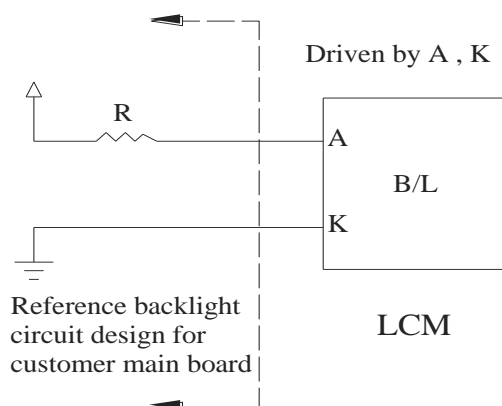 Driven by A , K
R
A
B/L
K
Reference backlight
circuit design for
customer main board
LCM